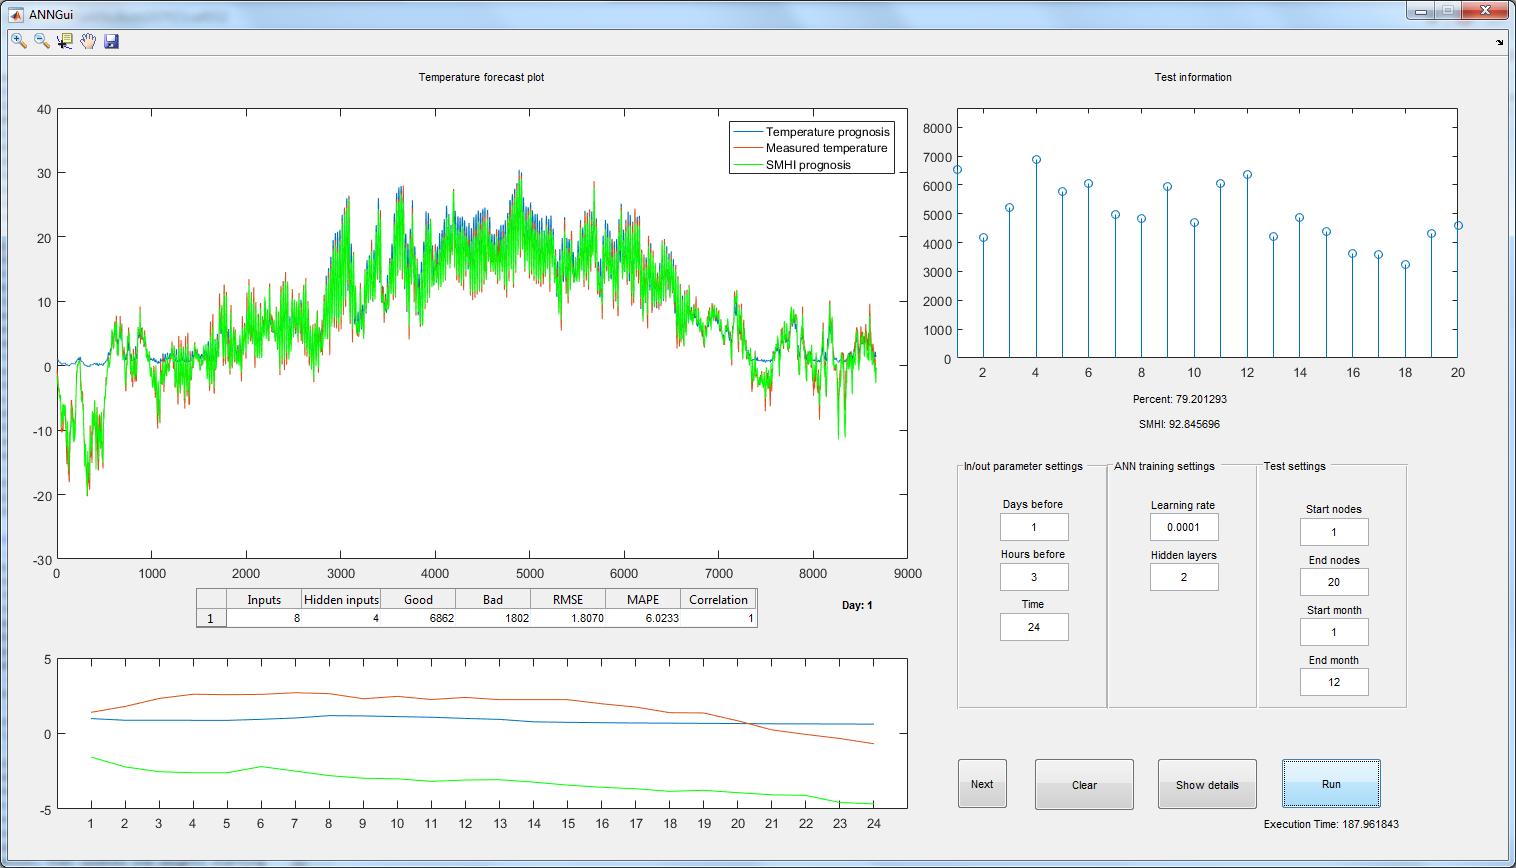 ANNGui
Temperature forecast plot
40
30
20
10
0
-10
-20
-30
0 1000 2000 3000 4000 5000 6000 7000 8000 9000
Temperature prognosis
Measured temperature
SMHI prognosis
Inputs Hidden inputs Good Bad RMSE MAPE Correlation
1 8 4 6862 1802 1.8070 6.0233 1
Day: 1
5
0
-5
1 2 3 4 5 6 7 8 9 10 11 12 13 14 15 16 17 18 19 20 21 22 23 24
Test information
8000
7000
6000
5000
4000
3000
2000
1000
0
2 4 6 8 10 12 14 16 18 20
Percent: 79.201293
SMHI: 92.845696
In/out parameter settings
Days before
1
Hours before
3
Time
24
ANN training settings
Learning rate
0.0001
Hidden layers
2
Test settings
Start nodes
1
End nodes
20
Start month
1
End month
12
Next Clear Show details Run
Execution Time: 187.961843